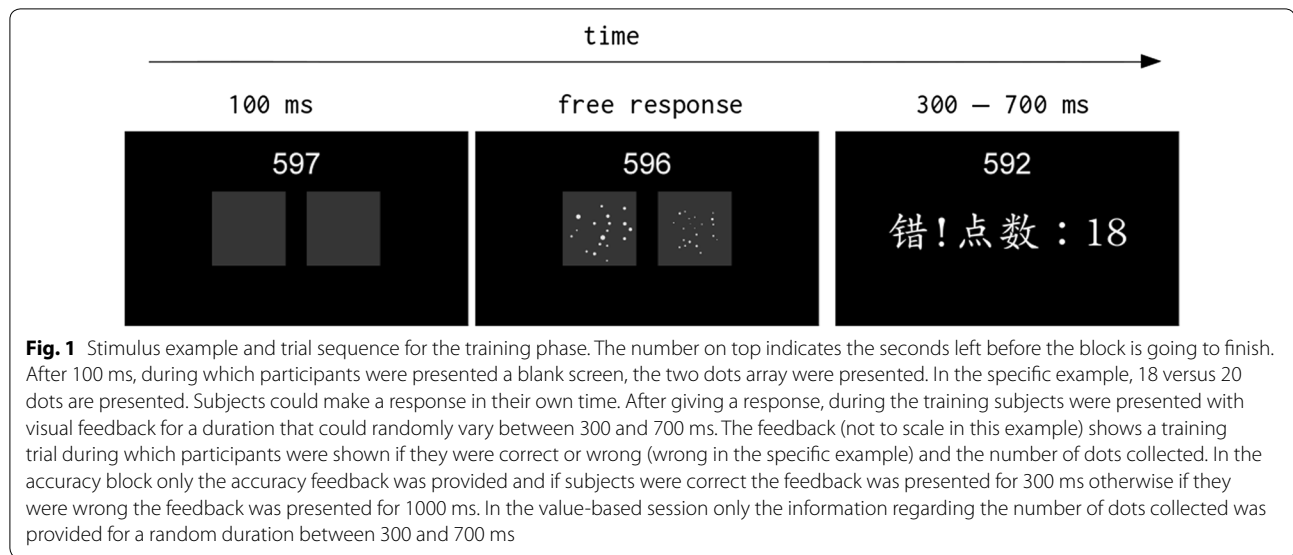 time
100 ms
free response
300 – 700 ms
597
596
592
错!点数:18
Fig. 1 Stimulus example and trial sequence for the training phase. The number on top indicates the seconds left before the block is going to finish.
After 100 ms, during which participants were presented a blank screen, the two dots array were presented. In the specific example, 18 versus 20
dots are presented. Subjects could make a response in their own time. After giving a response, during the training subjects were presented with
visual feedback for a duration that could randomly vary between 300 and 700 ms. The feedback (not to scale in this example) shows a training
trial during which participants were shown if they were correct or wrong (wrong in the specific example) and the number of dots collected. In the
accuracy block only the accuracy feedback was provided and if subjects were correct the feedback was presented for 300 ms otherwise if they
were wrong the feedback was presented for 1000 ms. In the value-based session only the information regarding the number of dots collected was
provided for a random duration between 300 and 700 ms